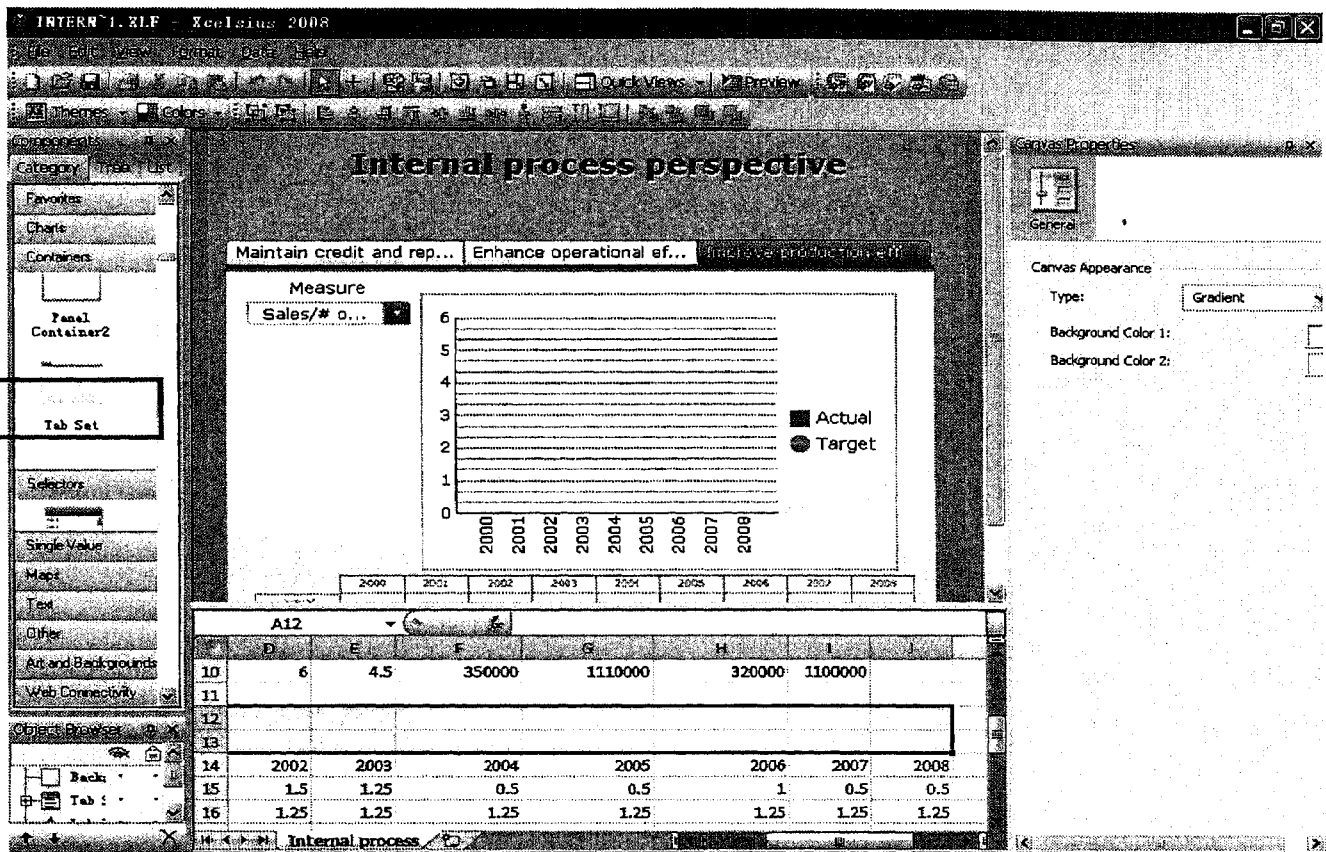 INTERN~1.XLF - Xcelsius 2008
File Edit View Format Data Help
Quick Views Preview
Themes Colors
Components
Category Tree List
Favorites
Charts
Containers
Panel
Container2
Tab Set
Selectors
Single Value
Maps
Text
Other
Art and Backgrounds
Web Connectivity
Object Browser
Internal process perspective
Maintain credit and rep... Enhance operational ef...
Measure
Sales/# o...
6
5
4
3
2
1
0
2000 2001 2002 2003 2004 2005 2006 2007 2008
Actual
Target
2000 2001 2002 2003 2004 2005 2006 2007 2008
Canvas Properties
General
Canvas Appearance
Type: Gradient
Background Color 1:
Background Color 2:
A12
D E F G H I J
10 6 4.5 350000 1110000 320000 1100000
11
12
13
14 2002 2003 2004 2005 2006 2007 2008
15 1.5 1.25 0.5 0.5 1 0.5 0.5
16 1.25 1.25 1.25 1.25 1.25 1.25 1.25
Internal process